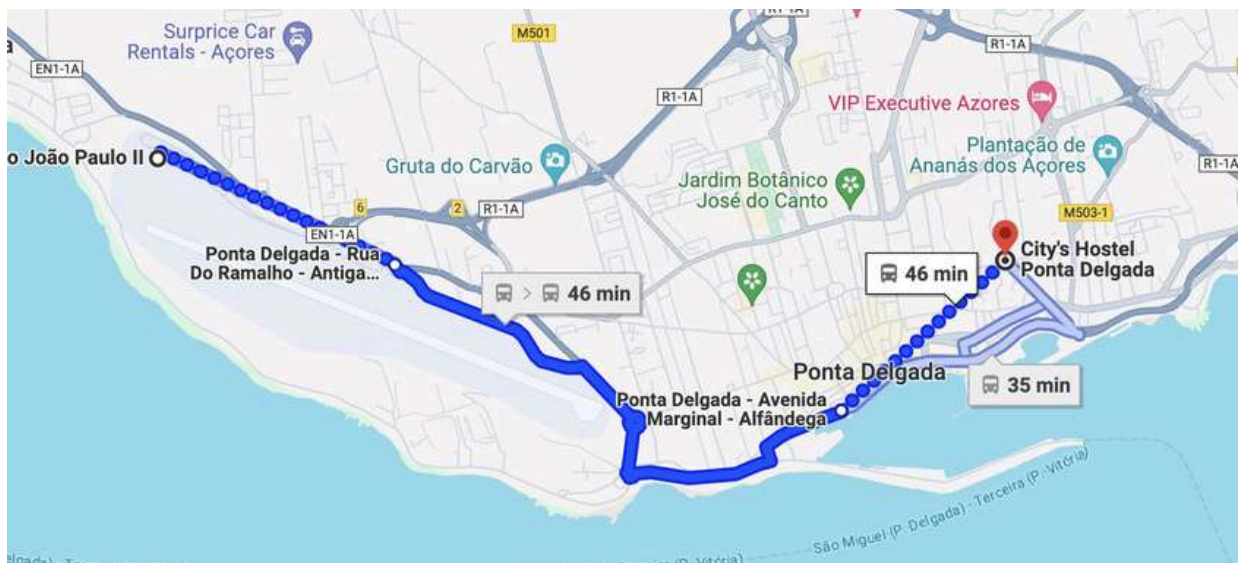 Surprice Car
Rentals - Açores
EN1-1A
M501
R1-1A
R1-1A
VIP Executive Azores
Plantação de
Ananás dos Açores
R1-1A
o João Paulo II
Gruta do Carvão
Jardim Botânico
José do Canto
6
2
R1-1A
EN1-1A
M503-1
Ponta Delgada - Rua
Do Ramalho - Antiga...
46 min
46 min
City's Hostel
Ponta Delgada
Ponta Delgada
35 min
Ponta Delgada - Avenida
Marginal - Alfândega
São Miguel (P. Delgada) - Terceira (P. Vitória)